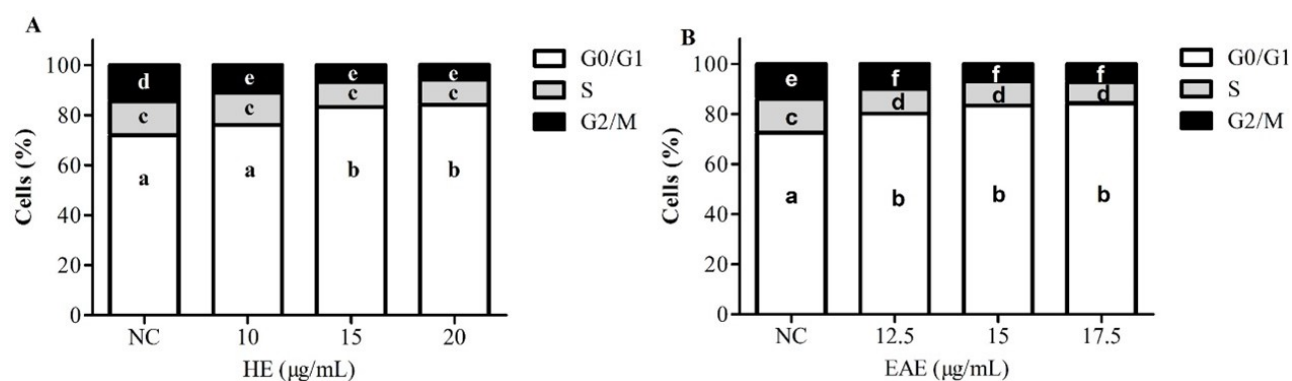 A
Cells (%)
100
80
60
40
20
0
d
e
e
e
c
c
c
c
a
a
b
b
NC
10
15
20
HE (μg/mL)
G0/G1
S
G2/M
B
Cells (%)
100
80
60
40
20
0
e
f
f
f
c
d
d
d
a
b
b
b
NC
12.5
15
17.5
EAE (μg/mL)
G0/G1
S
G2/M